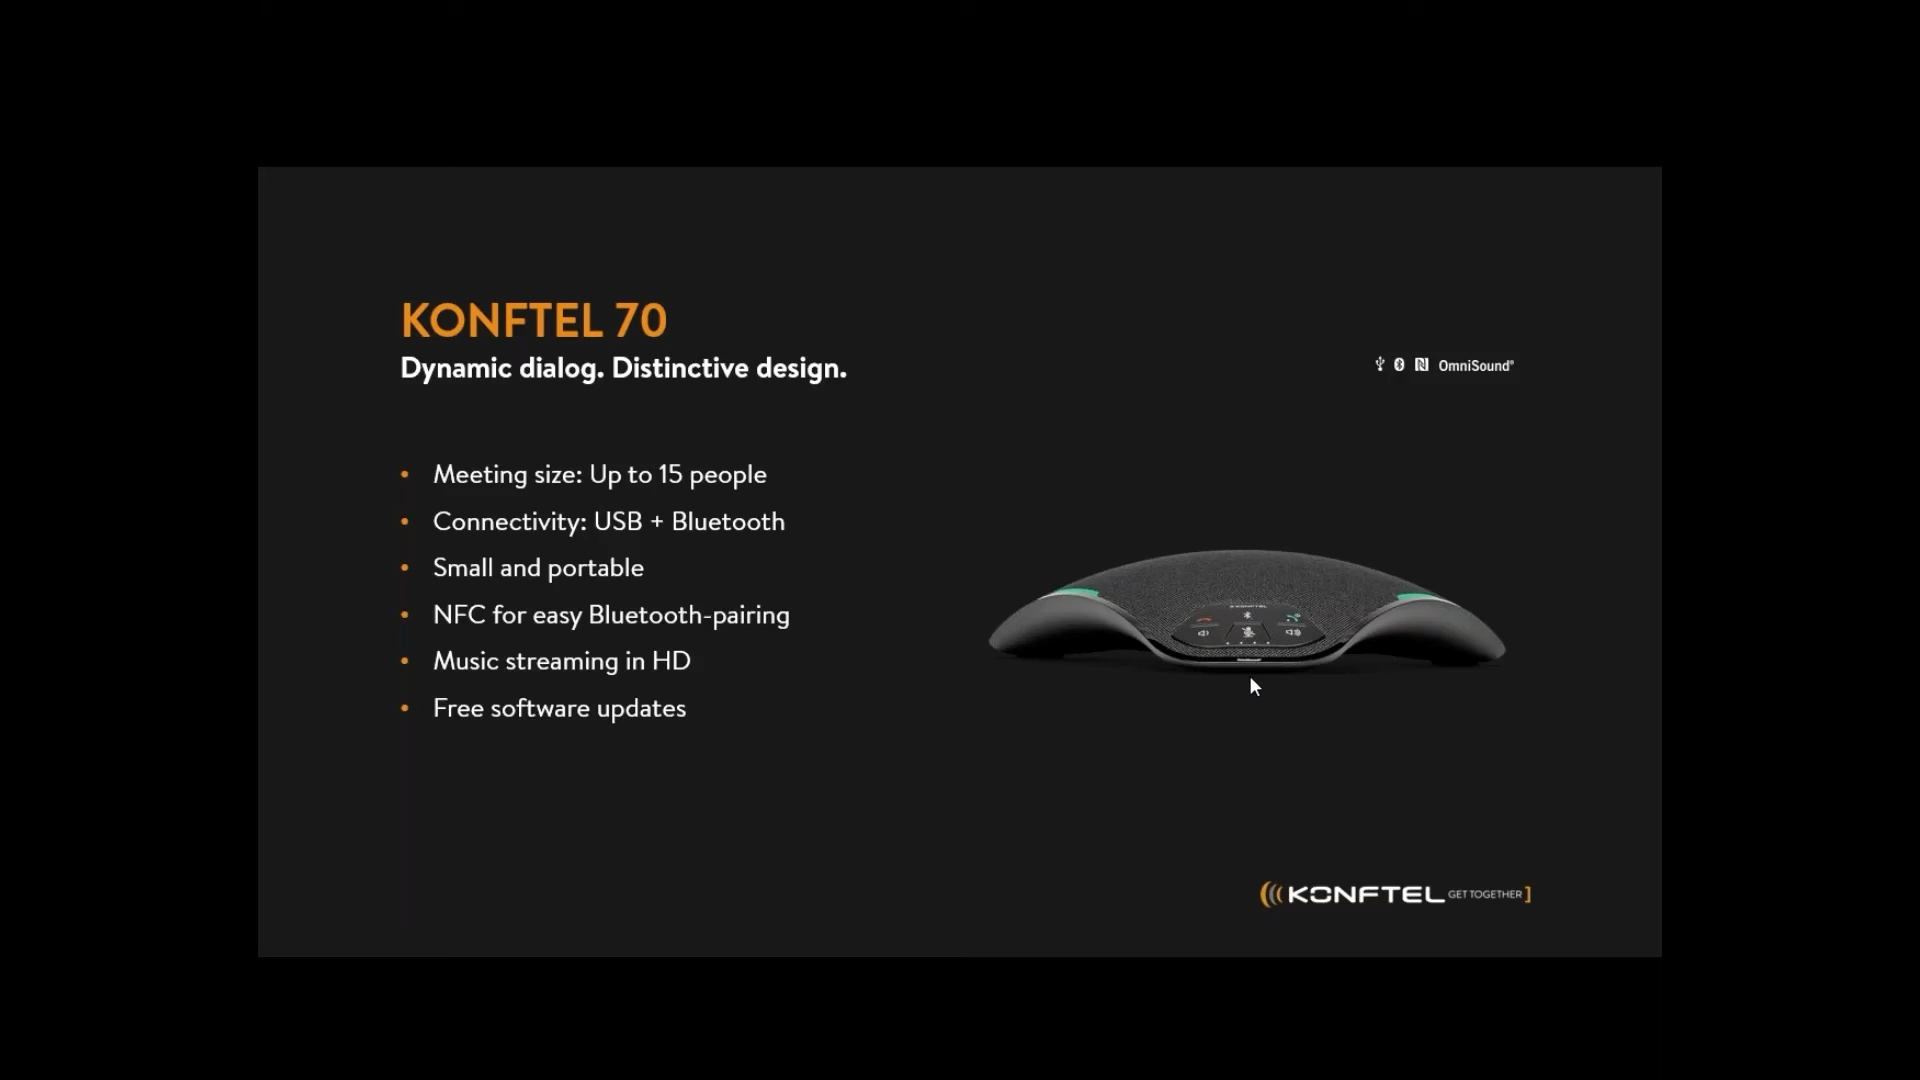 KONFTEL 70
Dynamic dialog. Distinctive design.
OmniSound®
• Meeting size: Up to 15 people
• Connectivity: USB + Bluetooth
• Small and portable
• NFC for easy Bluetooth-pairing
• Music streaming in HD
• Free software updates
KONFTEL
KONFTEL GET TOGETHER